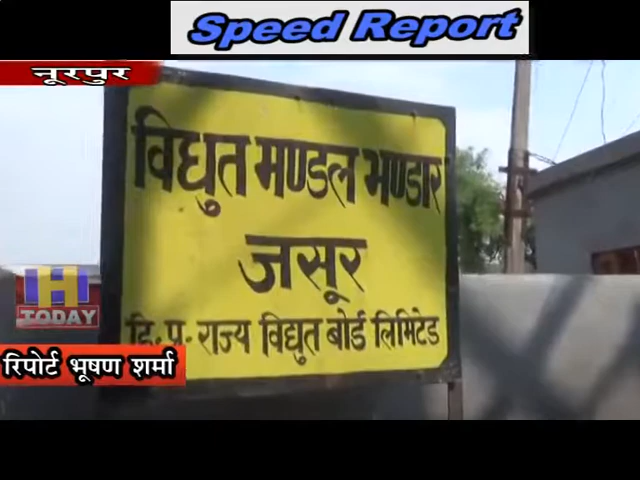 Speed Report
नूरपुर
विद्युत मण्डल भण्डार
जसूर
हि. प्र. राज्य विद्युत बोर्ड लिमिटेड
H
TODAY
रिपोर्ट भूषण शर्मा